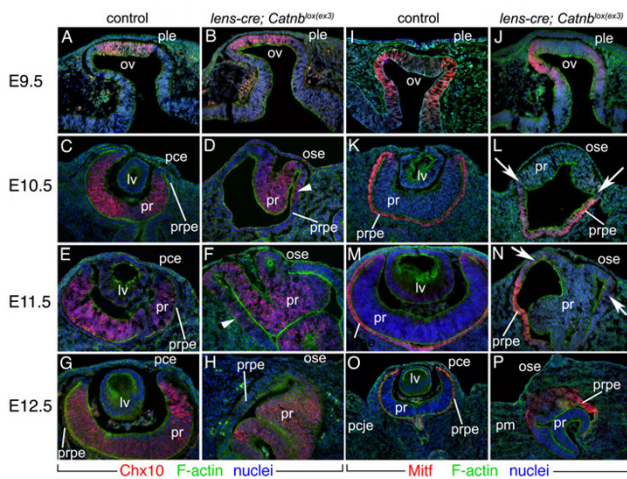 control lens-cre; Catnb^lox(ex3) control lens-cre; Catnb^lox(ex3)
A ple B ple I ple J ple
E9.5 ov ov ov ov
C pce D ose K pce L ose
E10.5 lv prpe pr pr prpe lv pr prpe pr prpe
E pce F ose M N ose
E11.5 lv pr prpe pr lv pr prpe pr
G pce H ose O pce P ose
E12.5 lv prpe pr prpe pr pcje lv pr prpe pm prpe pr
Chx10 F-actin nuclei Mitf F-actin nuclei